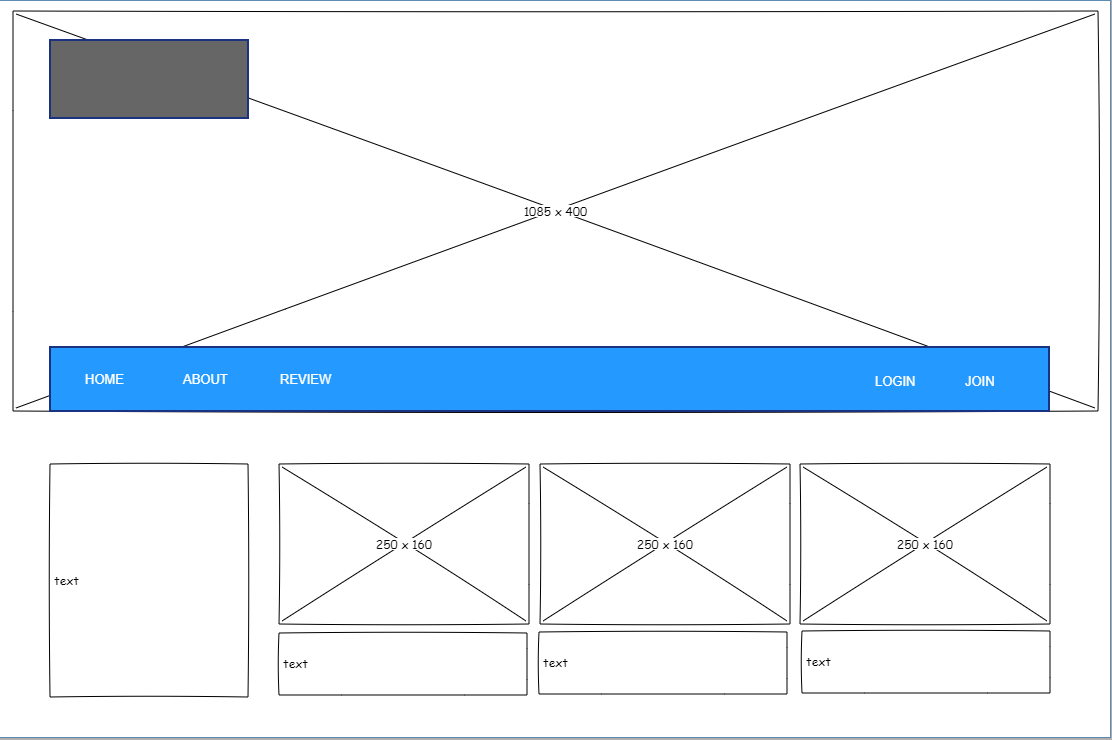 1085 x 400
HOME ABOUT REVIEW LOGIN JOIN
250 x 160 250 x 160 250 x 160
text
text text text